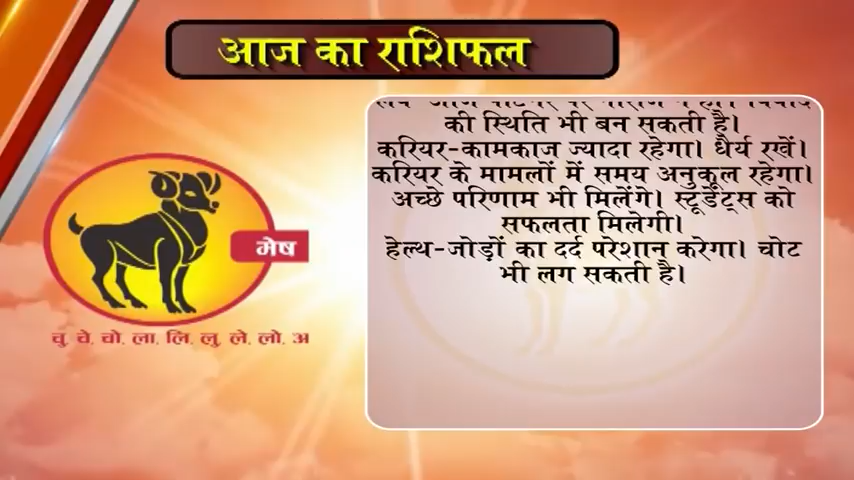 आज का राशिफल
की स्थिति भी बन सकती है।
करियर-कामकाज ज्यादा रहेगा। धैर्य रखें।
करियर के मामलों में समय अनुकूल रहेगा।
अच्छे परिणाम भी मिलेंगे। स्टूडेंट्स को
सफलता मिलेगी।
हेल्थ-जोड़ों का दर्द परेशान करेगा। चोट
भी लग सकती है।
मेष
चु, चे, चो, ला, लि, लु, ले, लो, अ